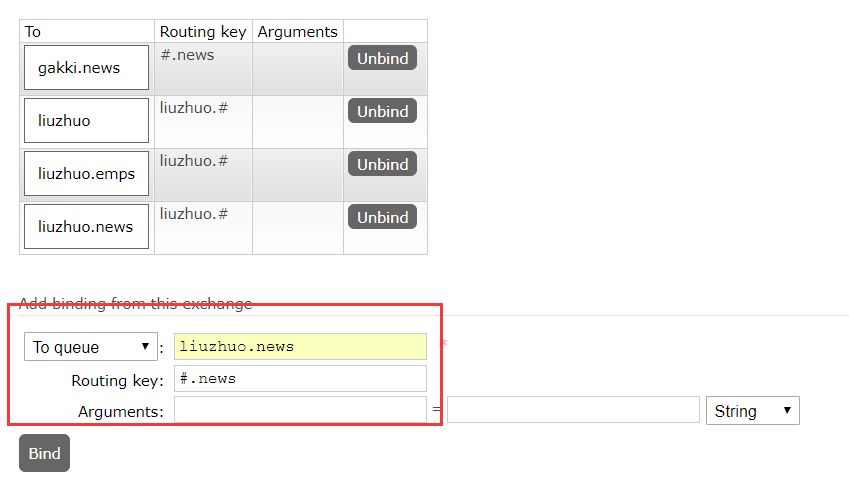 To Routing key Arguments
gakki.news #.news Unbind
liuzhuo liuzhuo.# Unbind
liuzhuo.emps liuzhuo.# Unbind
liuzhuo.news liuzhuo.# Unbind
Add binding from this exchange
To queue : liuzhuo.news *
Routing key: #.news
Arguments: = String
Bind